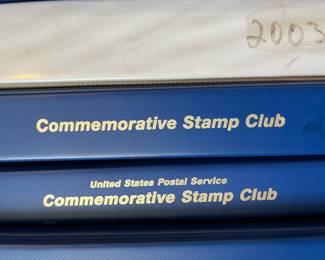 2003
Commemorative Stamp Club
United States Postal Service
Commemorative Stamp Club